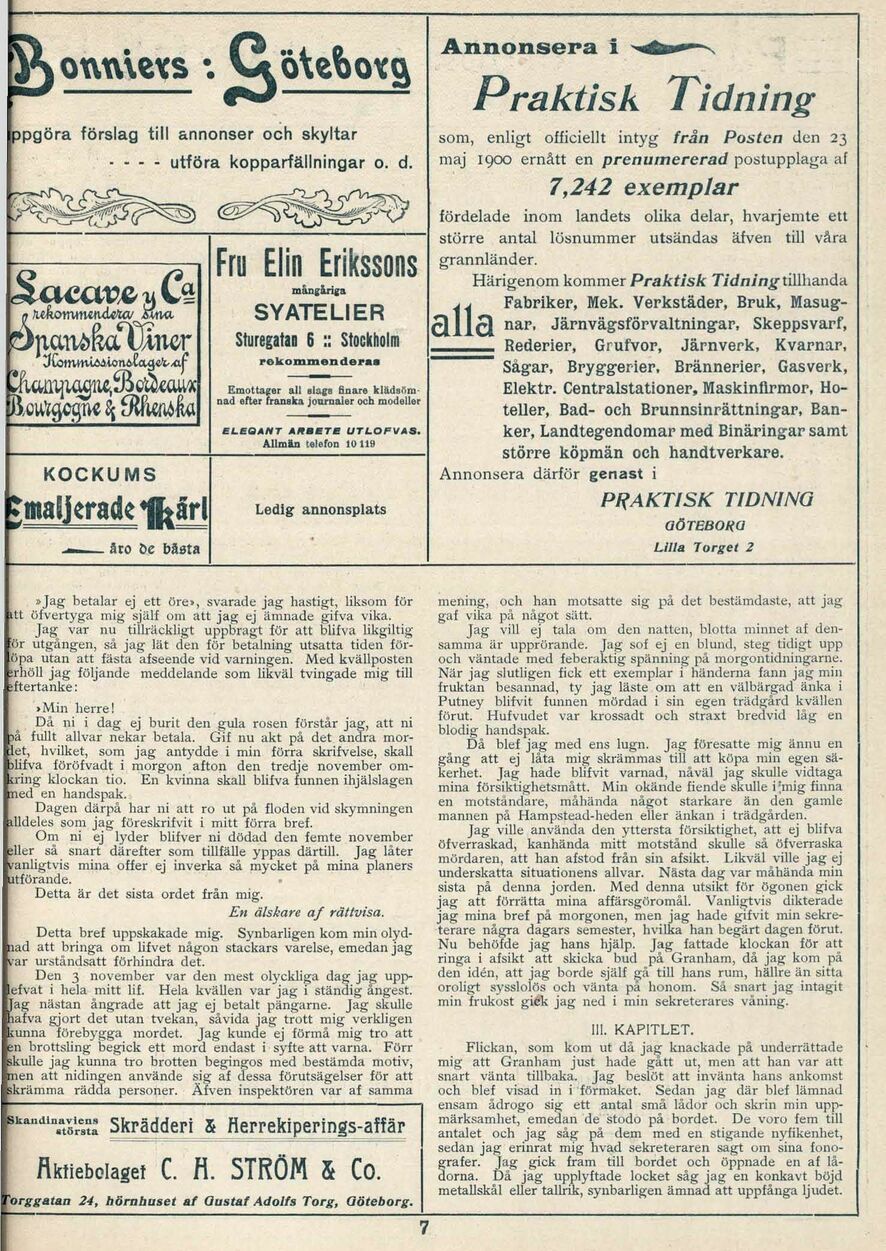 Bonniers : Göteborg
uppgöra förslag till annonser och skyltar
- - - - utföra kopparfällningar o. d.
Lacave y Cª
rekommendera sina
Spanska Viner
Kommissionslager af
Champagne, Bordeaux
Bourgogne & Rhenska
Fru Elin Erikssons
mångåriga
SYATELIER
Sturegatan 6 :: Stockholm
rekommenderas
Emottager all slags finare klädsöm-
nad efter franska journaler och modeller
ELEGANT ARBETE UTLOFVAS.
Allmän telefon 10119
KOCKUMS
Emaljerade Kärl
äro de bästa
Ledig annonsplats
Annonsera i
Praktisk Tidning
som, enligt officiellt intyg från Posten den 23
maj 1900 ernått en prenumererad postupplaga af
7,242 exemplar
fördelade inom landets olika delar, hvarjemte ett
större antal lösnummer utsändas äfven till våra
grannländer.
Härigenom kommer Praktisk Tidning tillhanda
alla
Fabriker, Mek. Verkstäder, Bruk, Masug-
nar, Järnvägsförvaltningar, Skeppsvarf,
Rederier, Grufvor, Järnverk, Kvarnar,
Sågar, Bryggerier, Brännerier, Gasverk,
Elektr. Centralstationer, Maskinfirmor, Ho-
teller, Bad- och Brunnsinrättningar, Ban-
ker, Landtegendomar med Binäringar samt
större köpmän och handtverkare.
Annonsera därför genast i
PRAKTISK TIDNING
GÖTEBORG
Lilla Torget 2
»Jag betalar ej ett öre», svarade jag hastigt, liksom för
att öfvertyga mig själf om att jag ej ämnade gifva vika.
Jag var nu tillräckligt uppbragt för att blifva likgiltig
för utgången, så jag lät den för betalning utsatta tiden för-
löpa utan att fästa afseende vid varningen. Med kvällposten
erhöll jag följande meddelande som likväl tvingade mig till
eftertanke:
»Min herre!
Då ni i dag ej burit den gula rosen förstår jag, att ni
på fullt allvar nekar betala. Gif nu akt på det andra mor-
det, hvilket, som jag antydde i min förra skrifvelse, skall
blifva föröfvadt i morgon afton den tredje november om-
kring klockan tio. En kvinna skall blifva funnen ihjälslagen
med en handspak.
Dagen därpå har ni att ro ut på floden vid skymningen
alldeles som jag föreskrifvit i mitt förra bref.
Om ni ej lyder blifver ni dödad den femte november
eller så snart därefter som tillfälle yppas därtill. Jag låter
vanligtvis mina offer ej inverka så mycket på mina planers
utförande.
Detta är det sista ordet från mig.
En älskare af rättvisa.
Detta bref uppskakade mig. Synbarligen kom min olyd-
nad att bringa om lifvet någon stackars varelse, emedan jag
var urståndsatt förhindra det.
Den 3 november var den mest olyckliga dag jag upp-
lefvat i hela mitt lif. Hela kvällen var jag i ständig ångest.
Jag nästan ångrade att jag ej betalt pängarne. Jag skulle
hafva gjort det utan tvekan, såvida jag trott mig verkligen
kunna förebygga mordet. Jag kunde ej förmå mig tro att
en brottsling begick ett mord endast i syfte att varna. Förr
skulle jag kunna tro brotten begingos med bestämda motiv,
men att nidingen använde sig af dessa förutsägelser för att
skrämma rädda personer. Äfven inspektören var af samma
Skandinaviens
största Skrädderi & Herrekiperings-affär
Aktiebolaget C. A. STRÖM & Co.
Torggatan 24, hörnhuset af Gustaf Adolfs Torg, Göteborg.
mening, och han motsatte sig på det bestämdaste, att jag
gaf vika på något sätt.
Jag vill ej tala om den natten, blotta minnet af den-
samma är upprörande. Jag sof ej en blund, steg tidigt upp
och väntade med feberaktig spänning på morgontidningarne.
När jag slutligen fick ett exemplar i händerna fann jag min
fruktan besannad, ty jag läste om att en välbärgad änka i
Putney blifvit funnen mördad i sin egen trädgård kvällen
förut. Hufvudet var krossadt och straxt bredvid låg en
blodig handspak.
Då blef jag med ens lugn. Jag föresatte mig ännu en
gång att ej låta mig skrämmas till att köpa min egen sä-
kerhet. Jag hade blifvit varnad, nåväl jag skulle vidtaga
mina försiktighetsmått. Min okände fiende skulle i mig finna
en motståndare, måhända något starkare än den gamle
mannen på Hampstead-heden eller änkan i trädgården.
Jag ville använda den yttersta försiktighet, att ej blifva
öfverraskad, kanhända mitt motstånd skulle så öfverraska
mördaren, att han afstod från sin afsikt. Likväl ville jag ej
underskatta situationens allvar. Nästa dag var måhända min
sista på denna jorden. Med denna utsikt för ögonen gick
jag att förrätta mina affärsgöromål. Vanligtvis dikterade
jag mina bref på morgonen, men jag hade gifvit min sekre-
terare några dagars semester, hvilka han begärt dagen förut.
Nu behöfde jag hans hjälp. Jag fattade klockan för att
ringa i afsikt att skicka bud på Granham, då jag kom på
den idén, att jag borde själf gå till hans rum, hällre än sitta
oroligt sysslolös och vänta på honom. Så snart jag intagit
min frukost gick jag ned i min sekreterares våning.
III. KAPITLET.
Flickan, som kom ut då jag knackade på underrättade
mig att Granham just hade gått ut, men att han var att
snart vänta tillbaka. Jag beslöt att invänta hans ankomst
och blef visad in i förmaket. Sedan jag där blef lämnad
ensam ådrogo sig ett antal små lådor och skrin min upp-
märksamhet, emedan de stodo på bordet. De voro fem till
antalet och jag såg på dem med en stigande nyfikenhet,
sedan jag erinrat mig hvad sekreteraren sagt om sina fono-
grafer. Jag gick fram till bordet och öppnade en af lå-
dorna. Då jag upplyftade locket såg jag en konkavt böjd
metallskål eller tallrik, synbarligen ämnad att uppfånga ljudet.
7